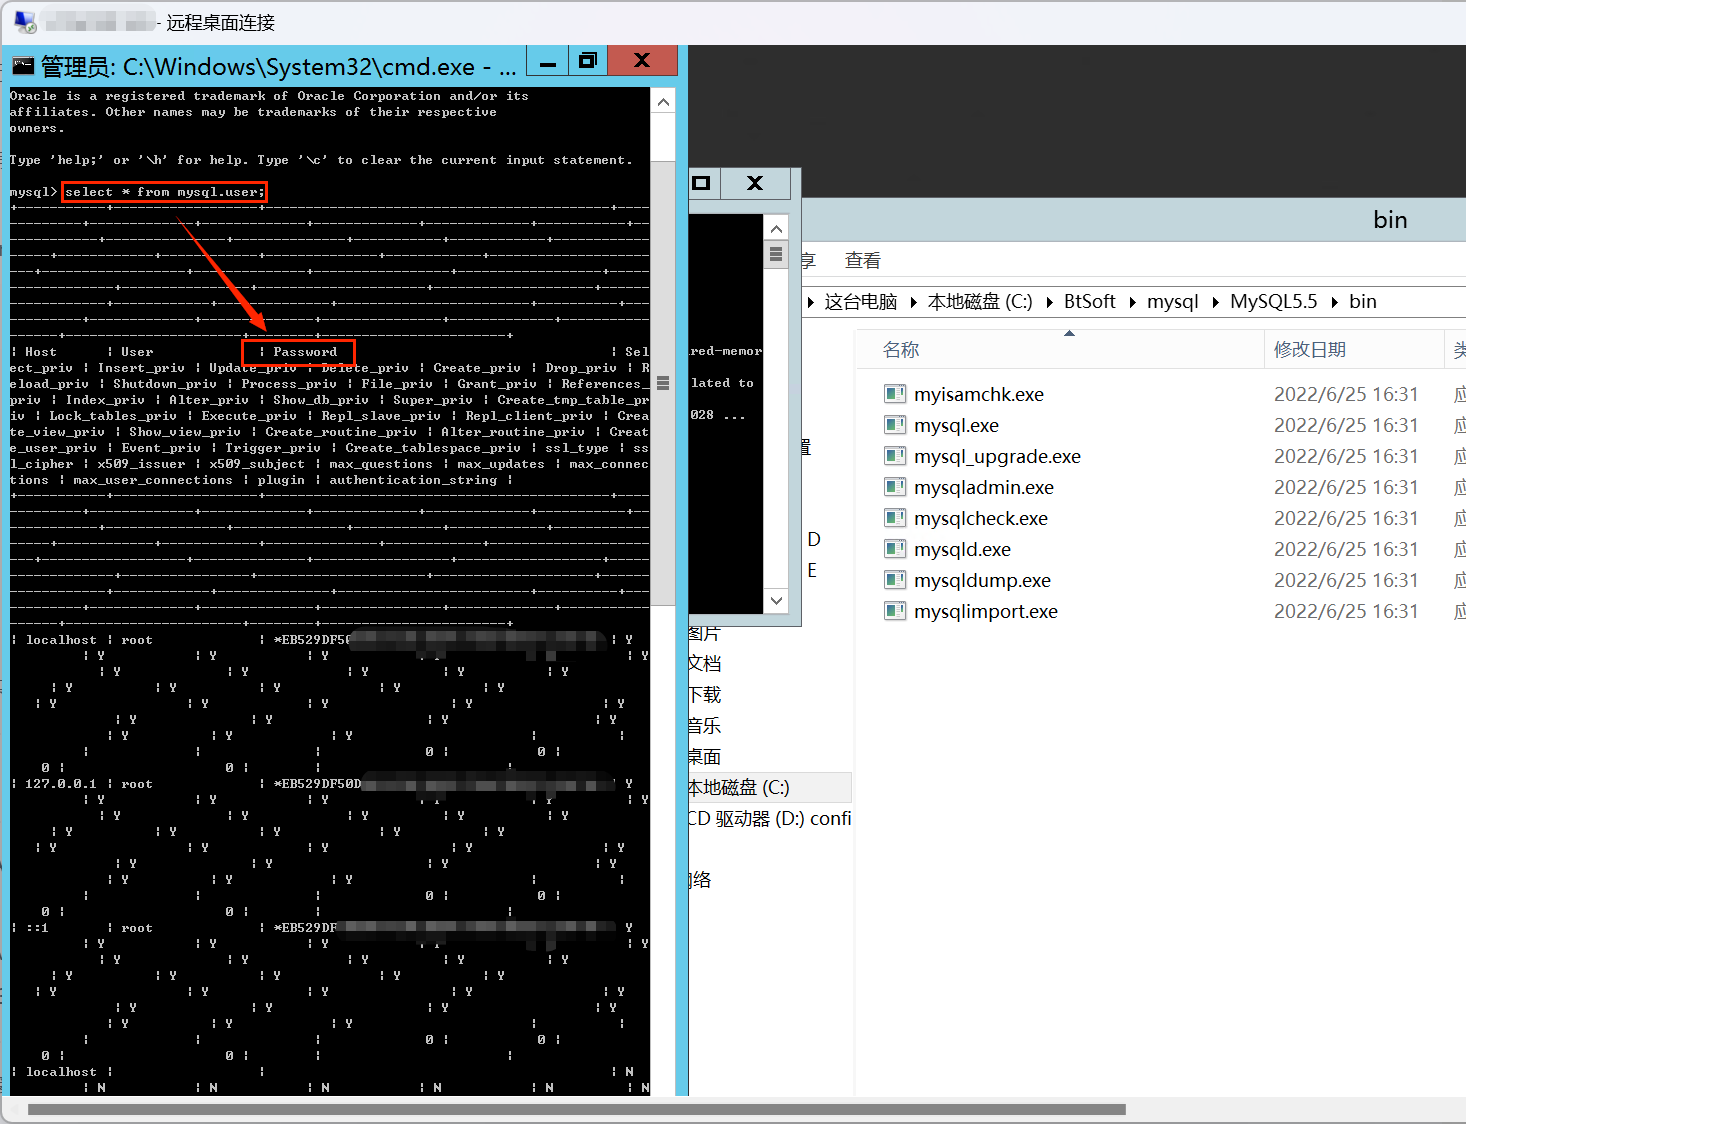 - 远程桌面连接
管理员: C:\Windows\System32\cmd.exe - ...
Oracle is a registered trademark of Oracle Corporation and/or its
affiliates. Other names may be trademarks of their respective
owners.
Type 'help;' or '\h' for help. Type '\c' to clear the current input statement.
mysql> select * from mysql.user;
| Host | User | Password | Sel
ect_priv | Insert_priv | Update_priv | Delete_priv | Create_priv | Drop_priv | R
eload_priv | Shutdown_priv | Process_priv | File_priv | Grant_priv | References_
priv | Index_priv | Alter_priv | Show_db_priv | Super_priv | Create_tmp_table_pr
iv | Lock_tables_priv | Execute_priv | Repl_slave_priv | Repl_client_priv | Crea
te_view_priv | Show_view_priv | Create_routine_priv | Alter_routine_priv | Creat
e_user_priv | Event_priv | Trigger_priv | Create_tablespace_priv | ssl_type | ss
l_cipher | x509_issuer | x509_subject | max_questions | max_updates | max_connec
tions | max_user_connections | plugin | authentication_string |
| localhost | root | *EB529DF50 | Y
| Y | Y | Y | Y
| Y | Y | Y | Y | Y
| Y | Y | Y | Y | Y
| Y | Y | Y | Y | Y
| Y | Y | Y | Y
| Y | Y | Y | |
| | | 0 | 0 |
0 | 0 | | |
| 127.0.0.1 | root | *EB529DF50D Y
| Y | Y | Y | Y | Y
| Y | Y | Y | Y | Y
| Y | Y | Y | Y | Y
| Y | Y | Y | Y | Y
| Y | Y | Y | Y
| Y | Y | Y | |
| | | 0 | 0 |
0 | 0 | | |
| ::1 | root | *EB529DF Y
| Y | Y | Y | Y
| Y | Y | Y | Y | Y
| Y | Y | Y | Y | Y
| Y | Y | Y | Y | Y
| Y | Y | Y | Y
| Y | Y | Y | |
| | | 0 | 0 |
0 | 0 | |
| localhost | | | N
| N | N | N | N | N | N
red-memor
lated to
028 ...
bin
享 查看
这台电脑 本地磁盘 (C:) BtSoft mysql MySQL5.5 bin
名称 修改日期 类
myisamchk.exe 2022/6/25 16:31 应
mysql.exe 2022/6/25 16:31 应
mysql_upgrade.exe 2022/6/25 16:31 应
mysqladmin.exe 2022/6/25 16:31 应
mysqlcheck.exe 2022/6/25 16:31 应
mysqld.exe 2022/6/25 16:31 应
mysqldump.exe 2022/6/25 16:31 应
mysqlimport.exe 2022/6/25 16:31 应
置
D
E
图片
文档
下载
音乐
桌面
本地磁盘 (C:)
CD 驱动器 (D:) confi
网络